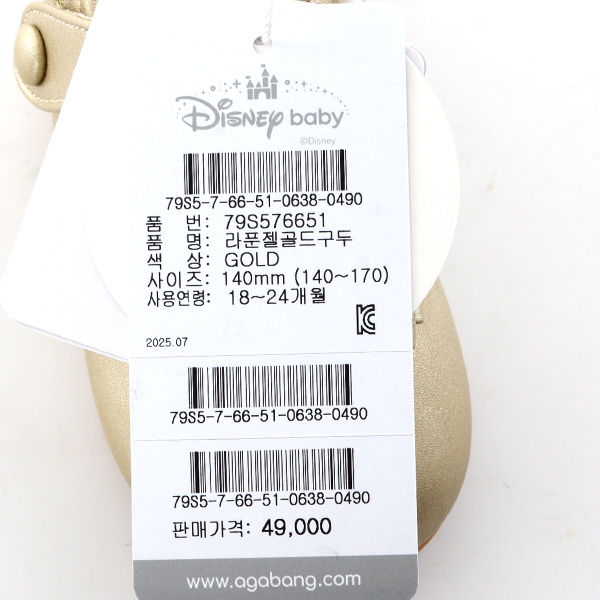 Disney baby
©Disney
79S5-7-66-51-0638-0490
품 번: 79S576651
품 명: 라푼젤골드구두
색 상: GOLD
사이즈: 140mm (140~170)
사용연령: 18~24개월
2025.07
79S5-7-66-51-0638-0490
79S5-7-66-51-0638-0490
판매가격: 49,000
www.agabang.com